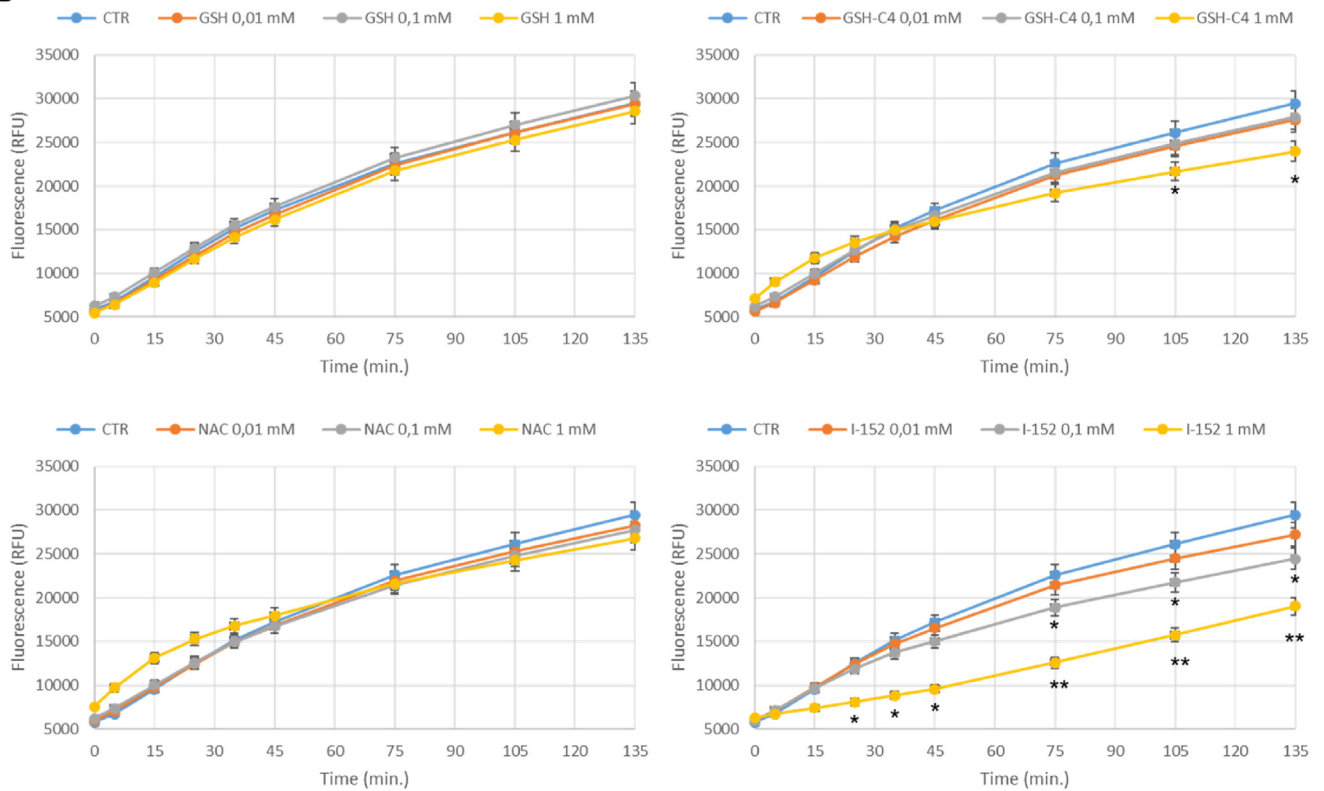 CTR GSH 0,01 mM GSH 0,1 mM GSH 1 mM
35000
30000
25000
20000
15000
10000
5000
Fluorescence (RFU)
0 15 30 45 60 75 90 105 120 135
Time (min.)
CTR GSH-C4 0,01 mM GSH-C4 0,1 mM GSH-C4 1 mM
35000
30000
25000
20000
15000
10000
5000
Fluorescence (RFU)
* *
0 15 30 45 60 75 90 105 120 135
Time (min.)
CTR NAC 0,01 mM NAC 0,1 mM NAC 1 mM
35000
30000
25000
20000
15000
10000
5000
Fluorescence (RFU)
0 15 30 45 60 75 90 105 120 135
Time (min.)
CTR I-152 0,01 mM I-152 0,1 mM I-152 1 mM
35000
30000
25000
20000
15000
10000
5000
Fluorescence (RFU)
* * *
* * * ** ** **
0 15 30 45 60 75 90 105 120 135
Time (min.)